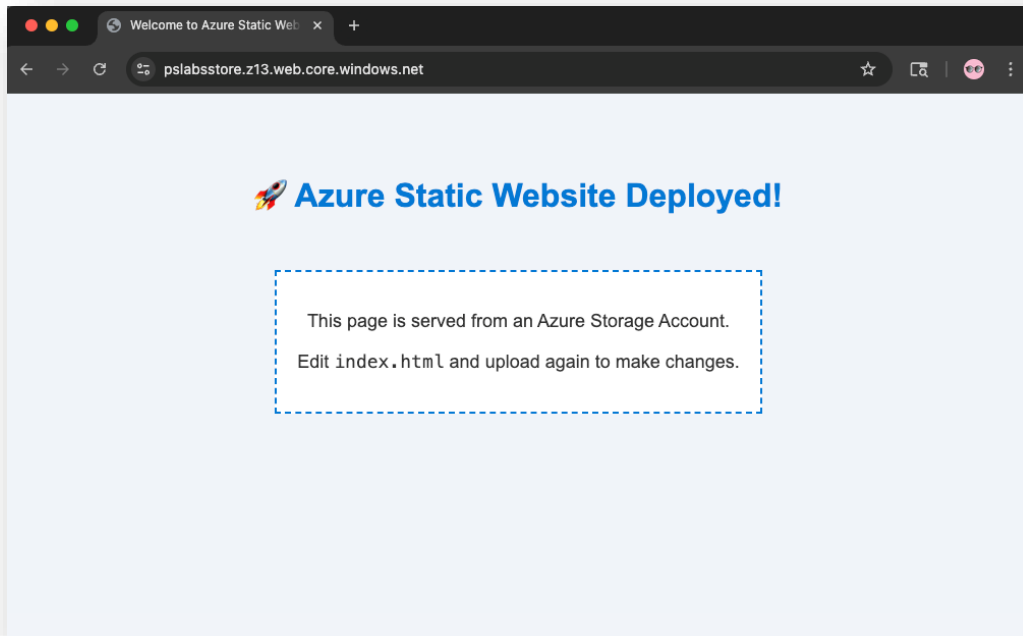 Welcome to Azure Static Web
pslabsstore.z13.web.core.windows.net
🚀 Azure Static Website Deployed!
This page is served from an Azure Storage Account.
Edit index.html and upload again to make changes.